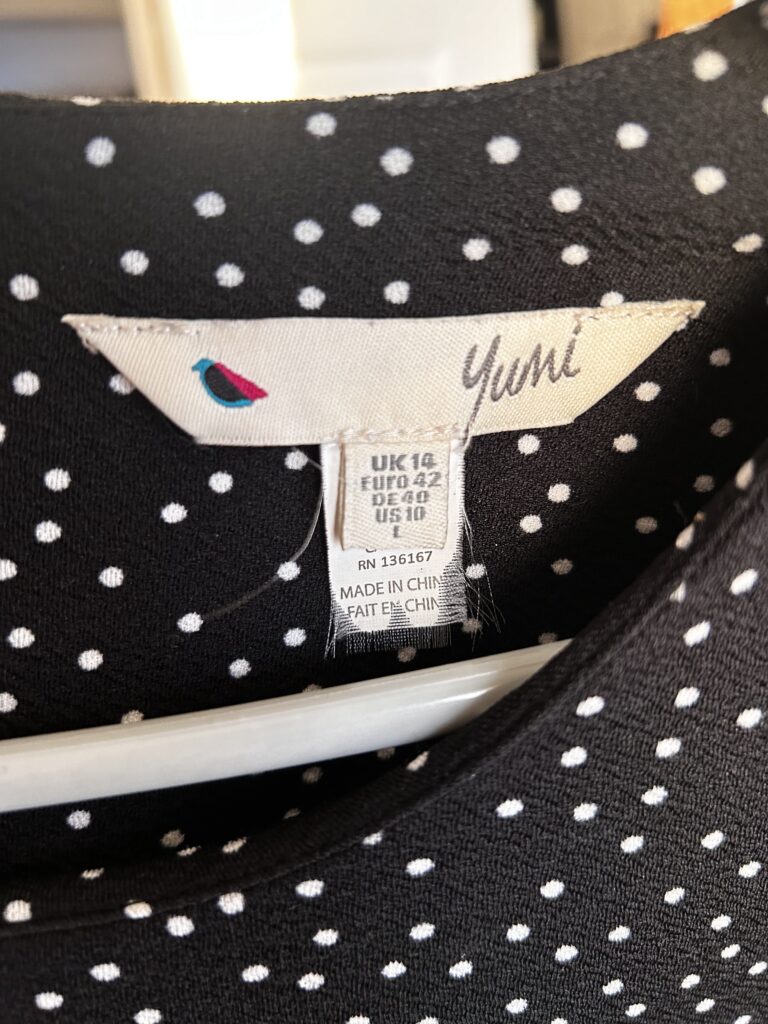 Yumi
UK 14
Euro 42
DE 40
US 10
L
RN 136167
MADE IN CHIN
FAIT EN CHIN